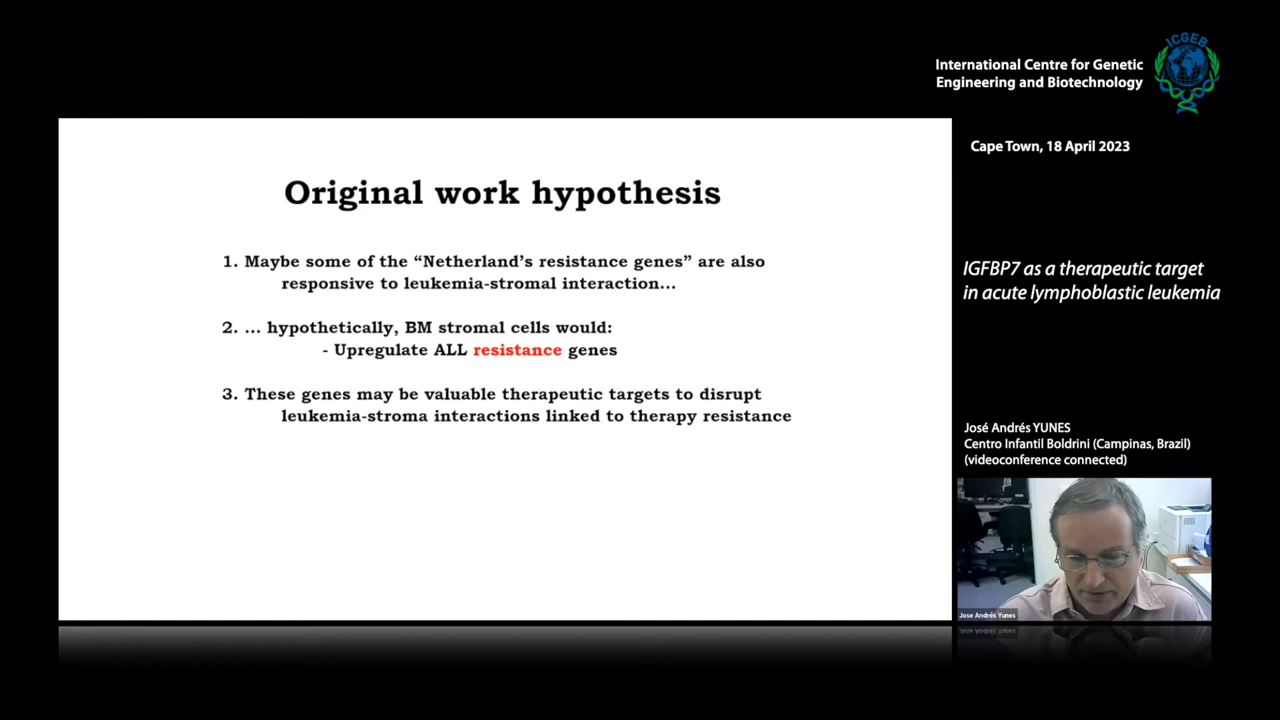 ICGEB
International Centre for Genetic
Engineering and Biotechnology
Cape Town, 18 April 2023
Original work hypothesis
1. Maybe some of the “Netherland’s resistance genes” are also
responsive to leukemia-stromal interaction...
2. ... hypothetically, BM stromal cells would:
- Upregulate ALL resistance genes
3. These genes may be valuable therapeutic targets to disrupt
leukemia-stroma interactions linked to therapy resistance
IGFBP7 as a therapeutic target
in acute lymphoblastic leukemia
José Andrés YUNES
Centro Infantil Boldrini (Campinas, Brazil)
(videoconference connected)
Jose Andrés Yunes